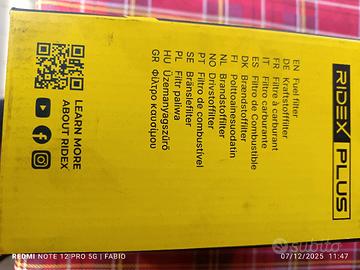 RIDEX PLUS
EN Fuel filter
DE Kraftstofffilter
FR Filtre à carburant
IT Filtro carburante
ES Filtro de Combustible
DK Brændstoffilter
FI Polttoainesuodatin
NL Brandstoffilter
NO Drivstoffilter
PT Filtro de combustível
SE Bränslefilter
PL Filtr paliwa
HU Üzemanyagszűrő
GR Φίλτρο καυσίμου
LEARN MORE
ABOUT RIDEX
REDMI NOTE 12 PRO 5G | FABIO
07/12/2025 11:47
subito